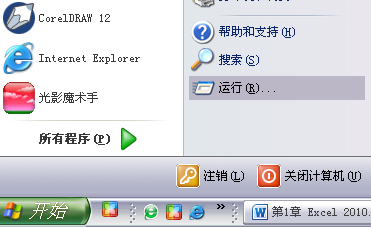 CorelDRAW 12
Internet Explorer
光影魔术手
所有程序(P)
帮助和支持(H)
搜索(S)
运行(R)...
注销(L)
关闭计算机(U)
开始
»
第1章 Excel 2010.